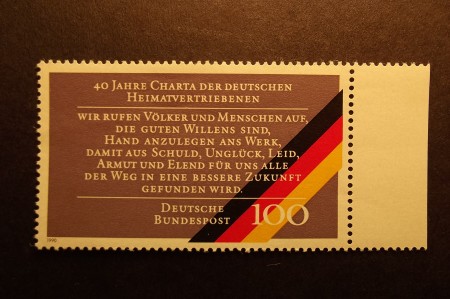 40 JAHRE CHARTA DER DEUTSCHEN
HEIMATVERTRIEBENEN
WIR RUFEN VÖLKER UND MENSCHEN AUF,
DIE GUTEN WILLENS SIND,
HAND ANZULEGEN ANS WERK,
DAMIT AUS SCHULD, UNGLÜCK, LEID,
ARMUT UND ELEND FÜR UNS ALLE
DER WEG IN EINE BESSERE ZUKUNFT
GEFUNDEN WIRD.
DEUTSCHE
BUNDESPOST 100
1990